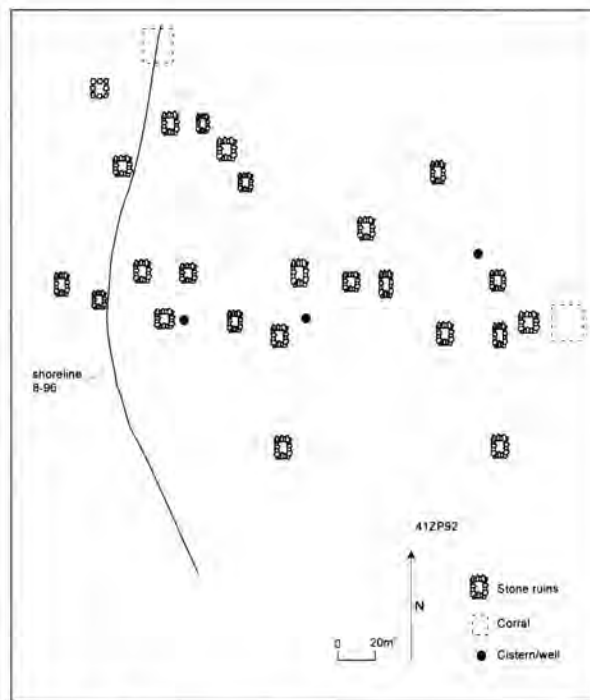 shoreline
8-96
41ZP92
N
Stone ruins
Corral
Cistern/well
0 20m